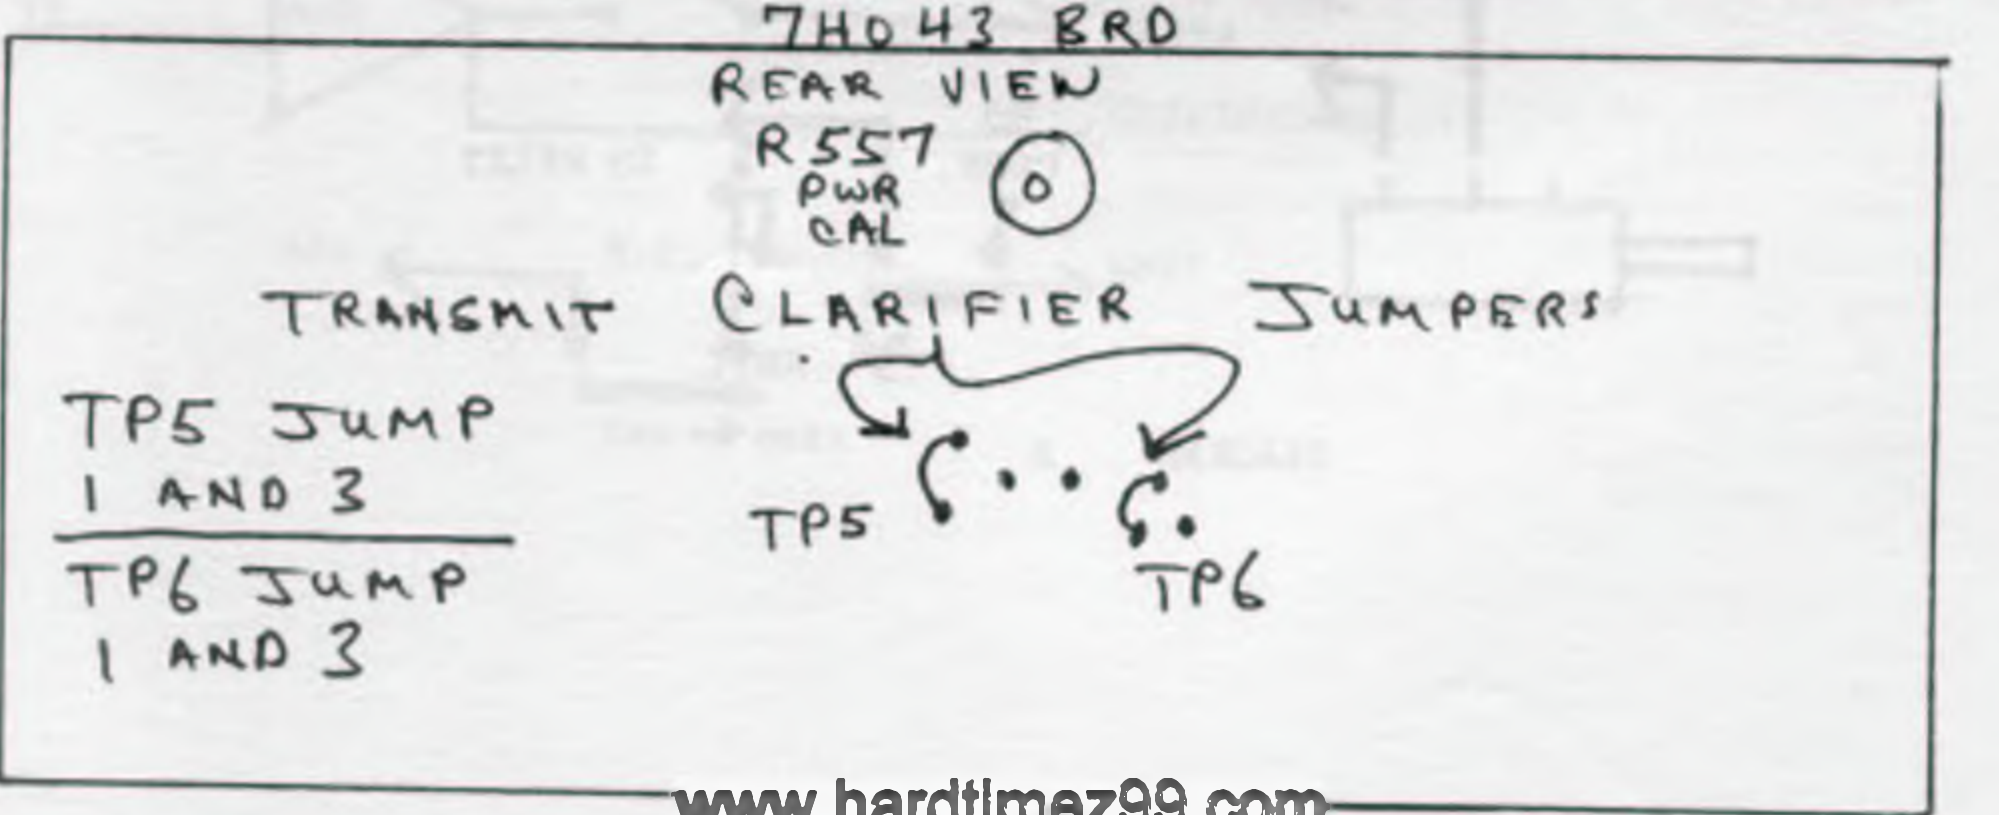 7H043 BRD
REAR VIEW
R557
PWR
CAL
TRANSMIT CLARIFIER JUMPERS
TP5 JUMP
1 AND 3
TP6 JUMP
1 AND 3
TP5
TP6
www.hardtimez99.com